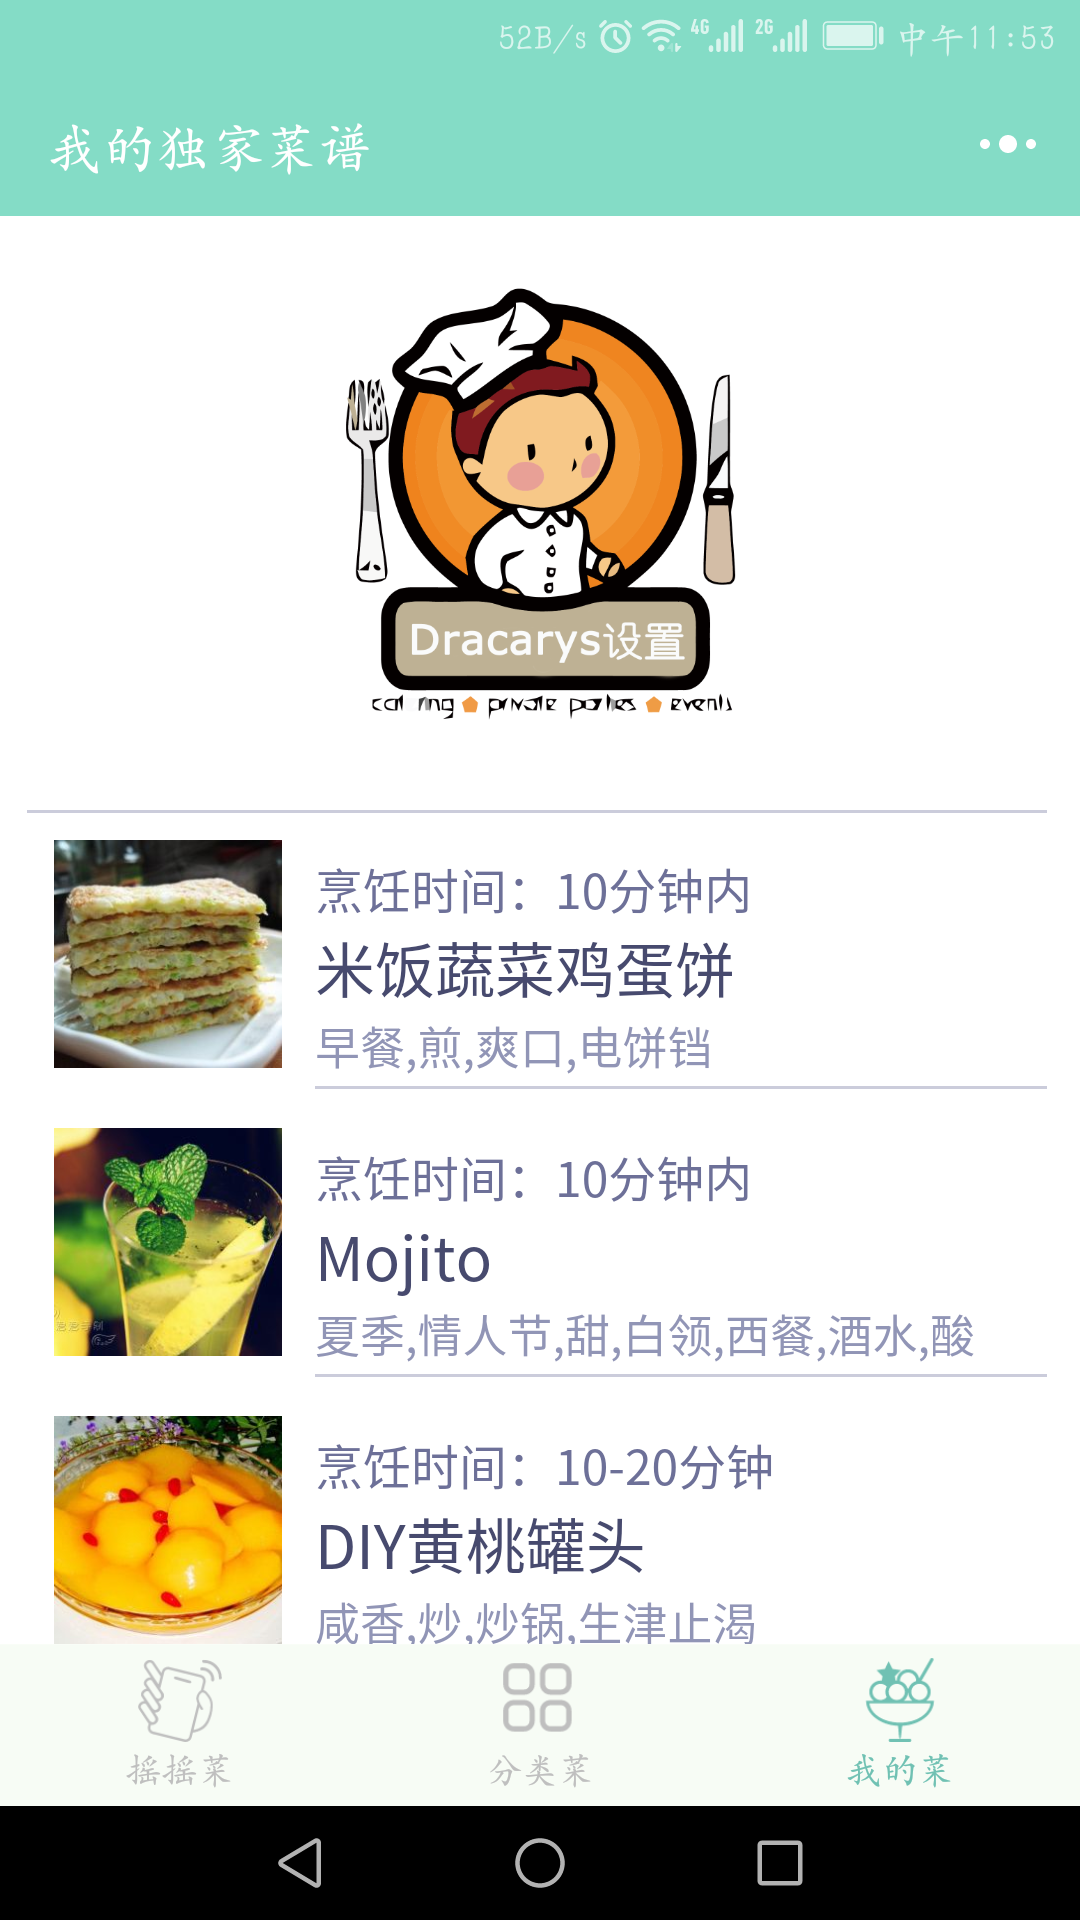 52B/s 4G 2G 中午11:53
我的独家菜谱
Dracarys设置
烹饪时间：10分钟内
米饭蔬菜鸡蛋饼
早餐,煎,爽口,电饼铛
烹饪时间：10分钟内
Mojito
夏季,情人节,甜,白领,西餐,酒水,酸
烹饪时间：10-20分钟
DIY黄桃罐头
咸香,炒,炒锅,生津止渴
摇摇菜 分类菜 我的菜